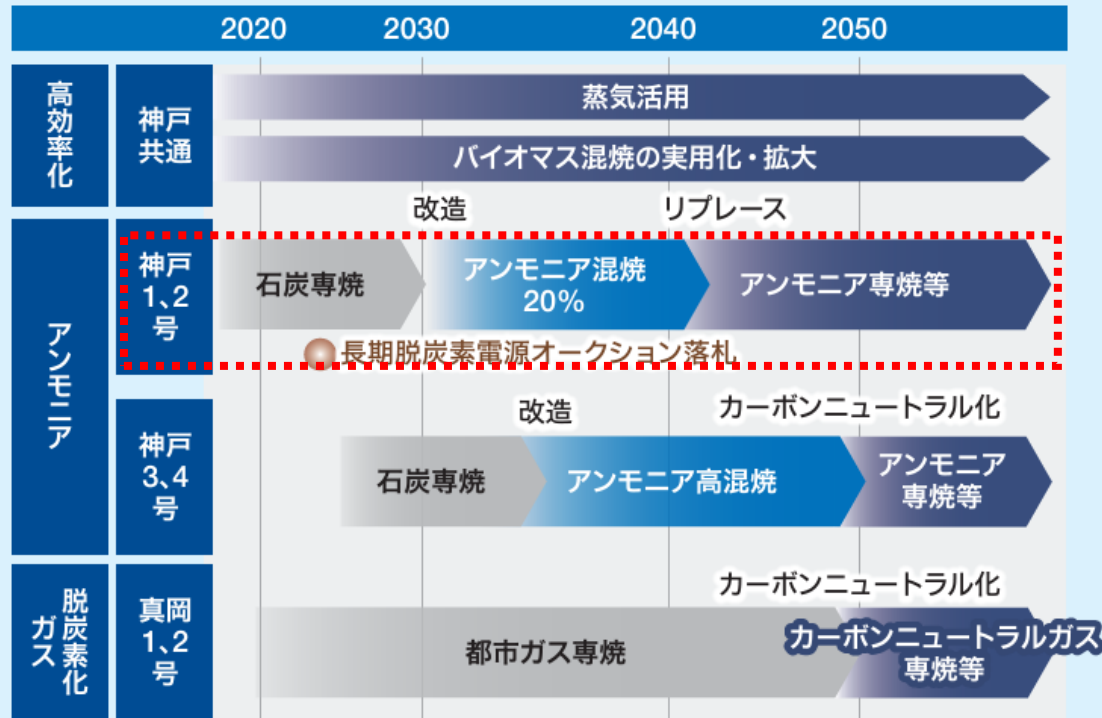 2020 2030 2040 2050
高効率化
神戸
共通
蒸気活用
バイオマス混焼の実用化・拡大
アンモニア
神戸
1、2
号
改造
リプレース
石炭専焼
アンモニア混焼
20%
アンモニア専焼等
長期脱炭素電源オークション落札
神戸
3、4
号
改造
カーボンニュートラル化
石炭専焼
アンモニア高混焼
アンモニア
専焼等
脱炭素化
ガス
真岡
1、2
号
カーボンニュートラル化
都市ガス専焼
カーボンニュートラルガス
専焼等